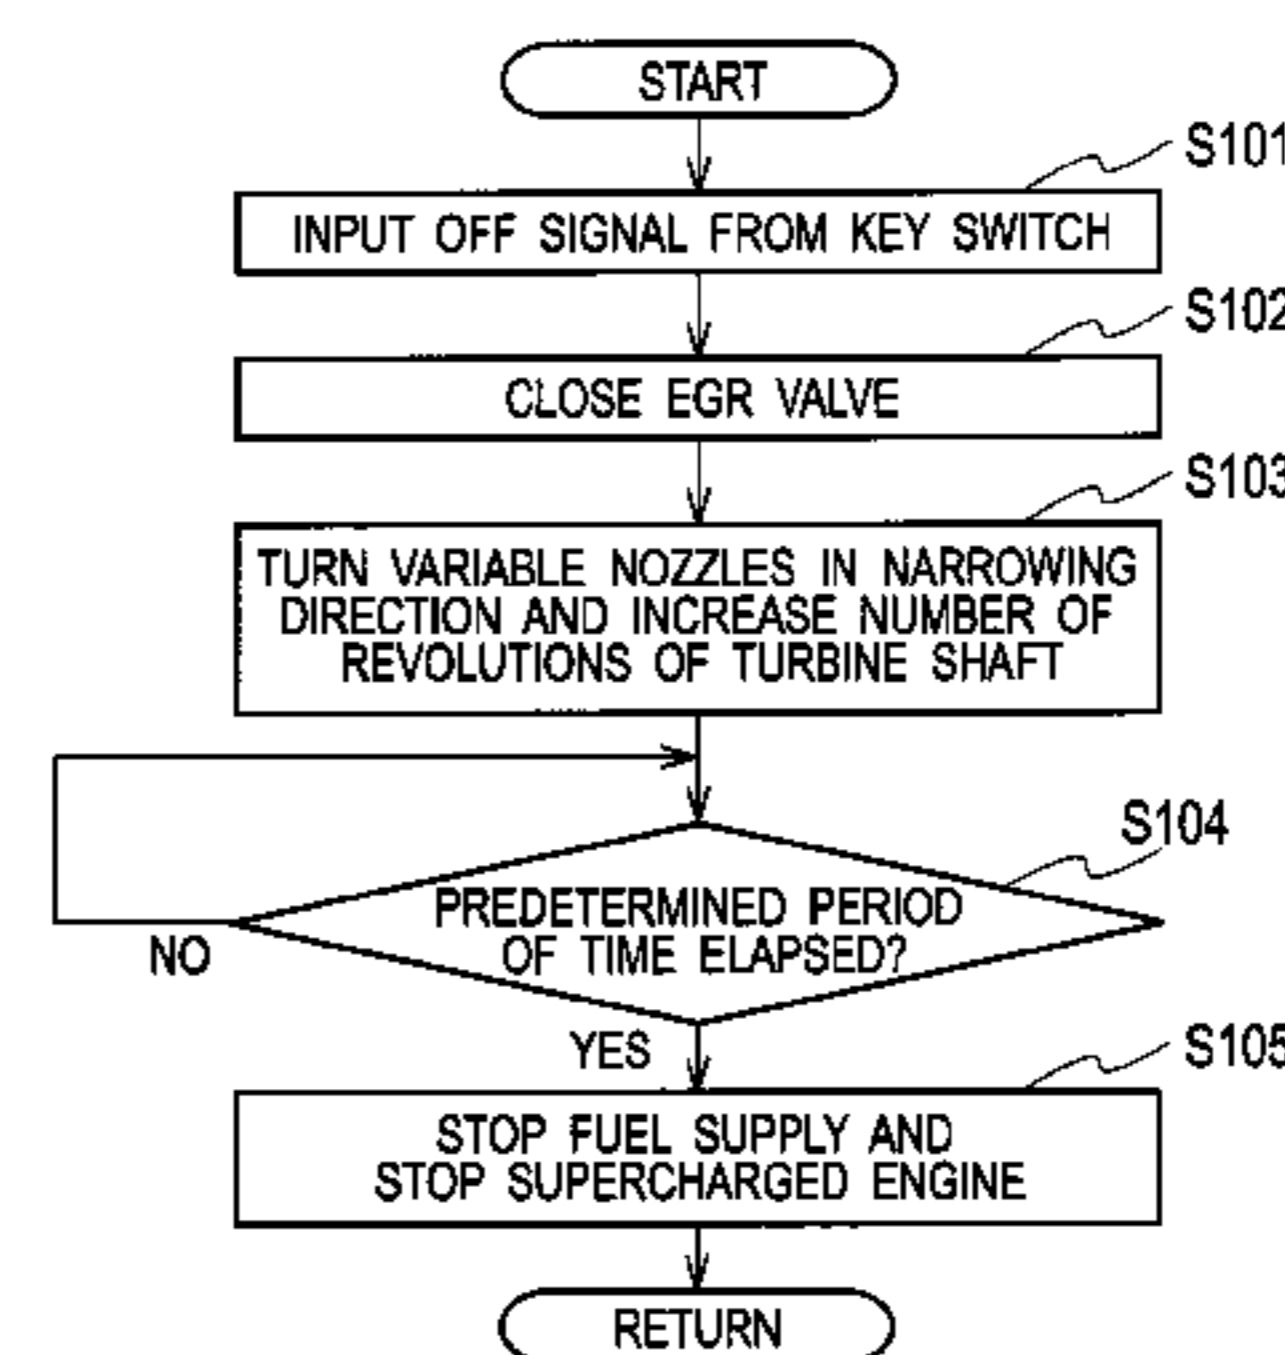 START
S101
INPUT OFF SIGNAL FROM KEY SWITCH
S102
CLOSE EGR VALVE
S103
TURN VARIABLE NOZZLES IN NARROWING
DIRECTION AND INCREASE NUMBER OF
REVOLUTIONS OF TURBINE SHAFT
S104
PREDETERMINED PERIOD
OF TIME ELAPSED?
NO
YES
S105
STOP FUEL SUPPLY AND
STOP SUPERCHARGED ENGINE
RETURN